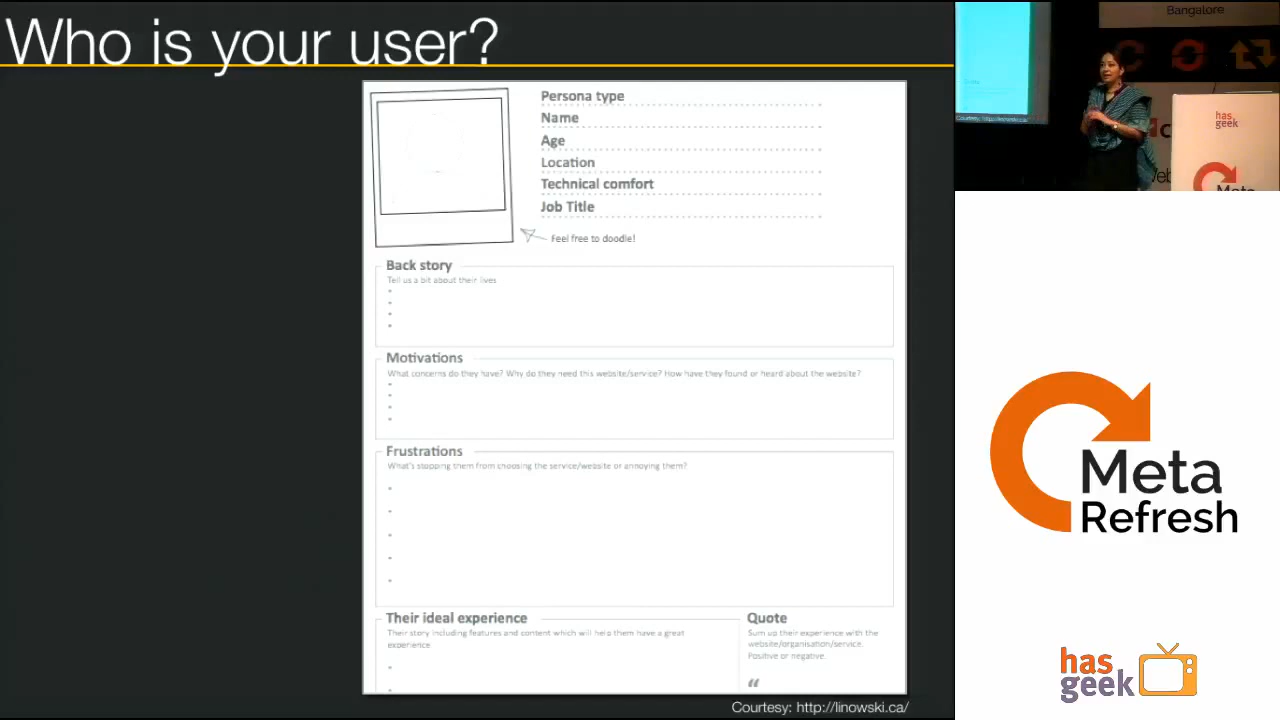 Who is your user?
Persona type
Name
Age
Location
Technical comfort
Job Title
Feel free to doodle!
Back story
Tell us a bit about their lives
Motivations
What concerns do they have? Why do they need this website/service? How have they found or heard about the website?
Frustrations
What's stopping them from choosing the service/website or annoying them?
Their ideal experience
Their story including features and content which will help them have a great
experience
Quote
Sum up their experience with the
website/organisation/service.
Positive or negative.
“
Courtesy: http://linowski.ca/
Bangalore
has
geek
Courtesy: http://linowski.ca/
Meta
Meta
Refresh
has
geek